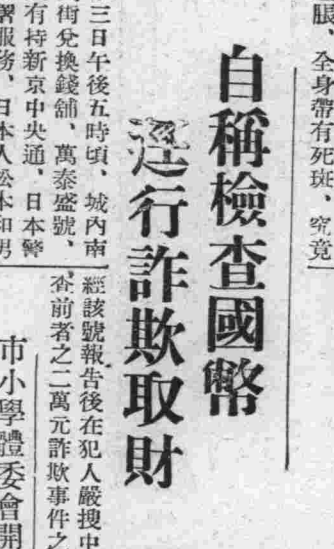 、全身帶有死斑、究竟
自稱檢查國幣
逕行詐欺取財
三日午後五時頃、城內南
街兌換錢舖、萬泰盛號、
有持新京中央通、日本警
署服務、日本人松本和男
經該號報告後在犯人嚴搜中
查前者之二萬元詐欺事件之
市小學體委會開